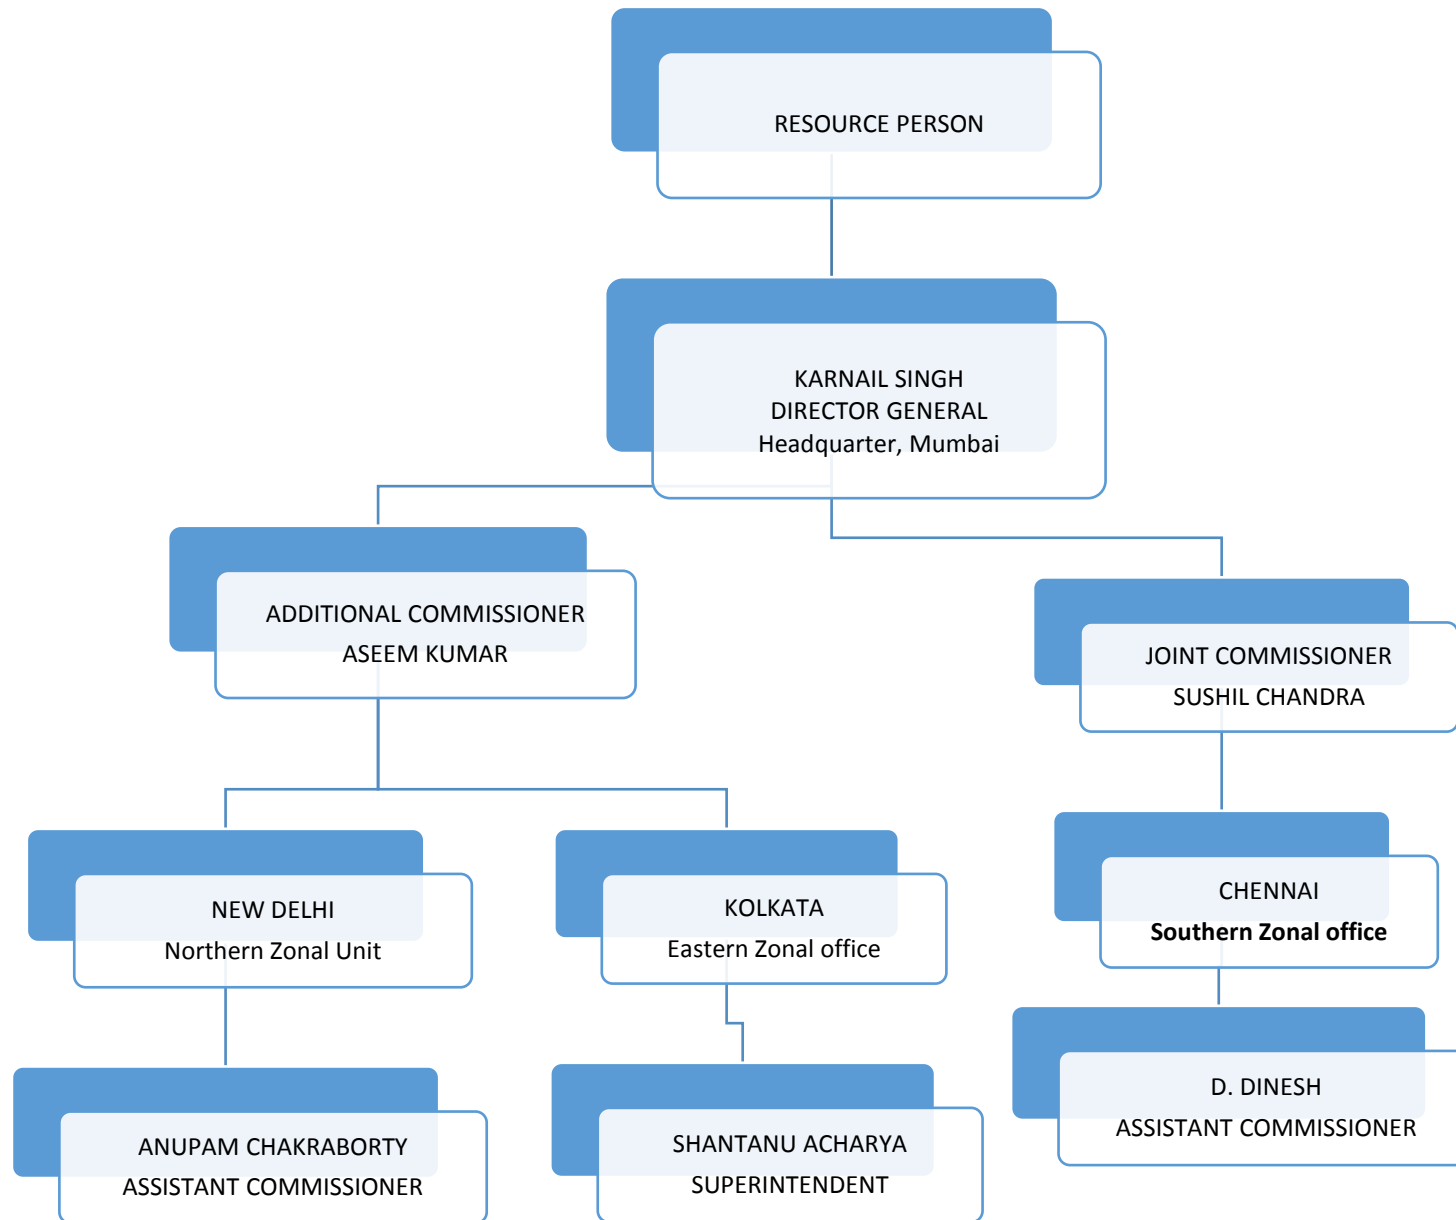 RESOURCE PERSON
KARNAIL SINGH
DIRECTOR GENERAL
Headquarter, Mumbai
ADDITIONAL COMMISSIONER
ASEEM KUMAR
JOINT COMMISSIONER
SUSHIL CHANDRA
NEW DELHI
Northern Zonal Unit
KOLKATA
Eastern Zonal office
CHENNAI
Southern Zonal office
ANUPAM CHAKRABORTY
ASSISTANT COMMISSIONER
SHANTANU ACHARYA
SUPERINTENDENT
D. DINESH
ASSISTANT COMMISSIONER